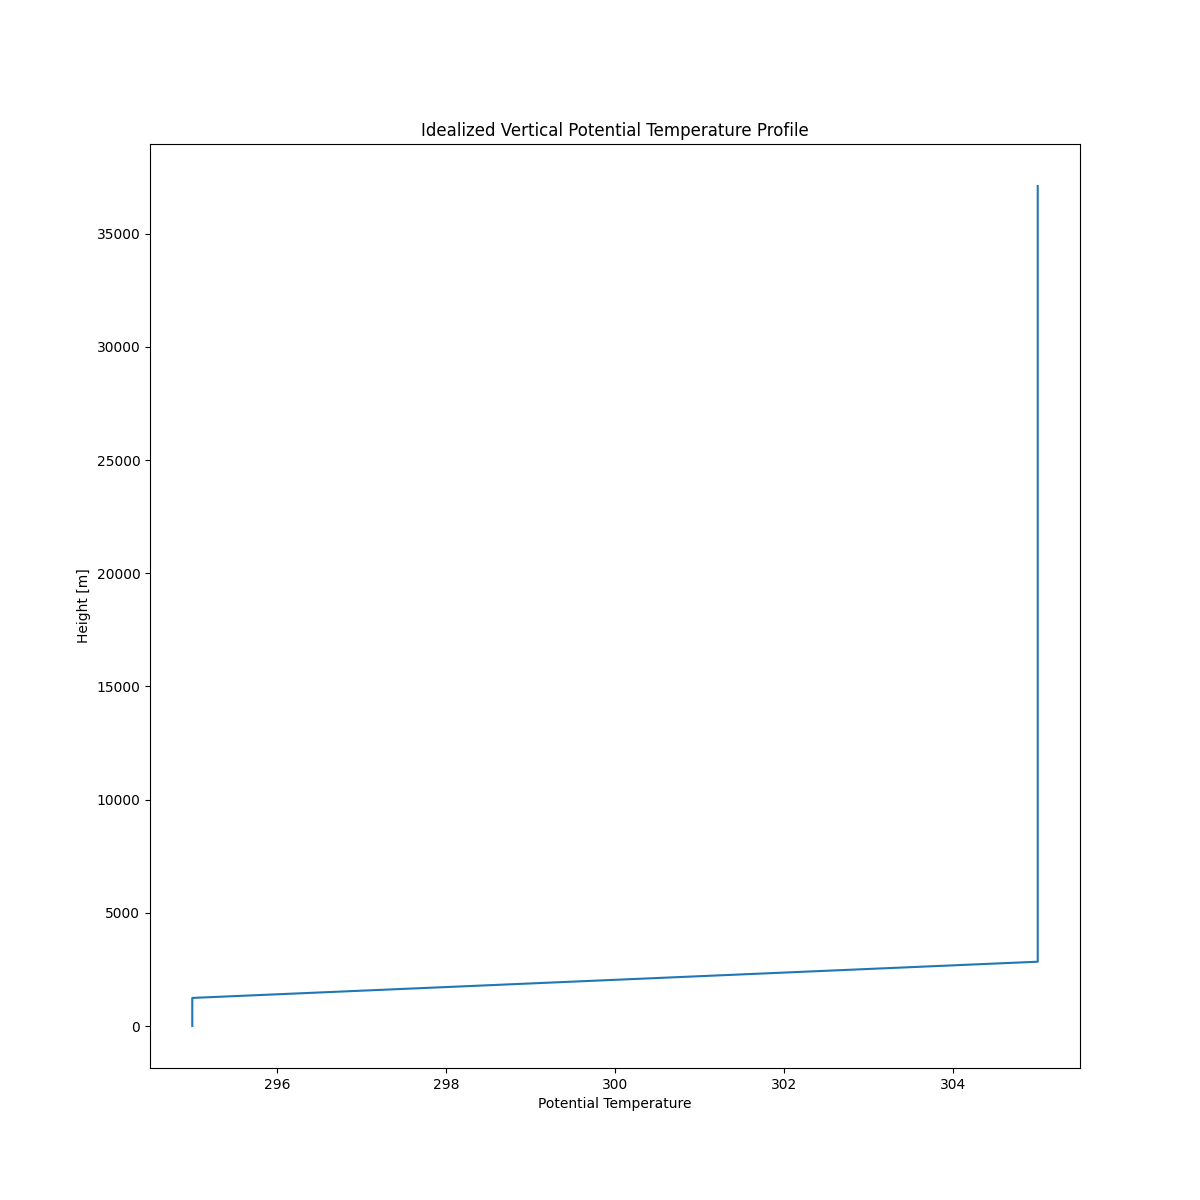 Idealized Vertical Potential Temperature Profile
35000
30000
25000
20000
15000
10000
5000
0
Height [m]
296 298 300 302 304
Potential Temperature